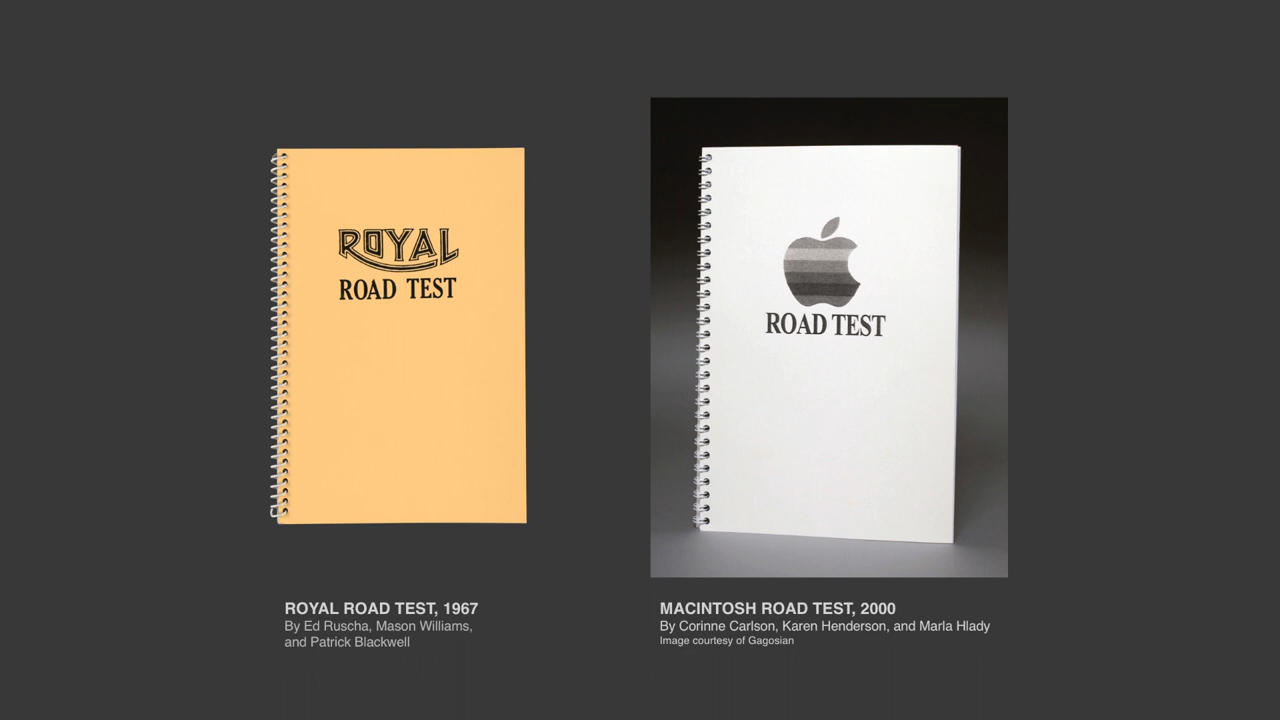 ROYAL
ROAD TEST
ROAD TEST
ROYAL ROAD TEST, 1967
By Ed Ruscha, Mason Williams,
and Patrick Blackwell
MACINTOSH ROAD TEST, 2000
By Corinne Carlson, Karen Henderson, and Marla Hlady
Image courtesy of Gagosian